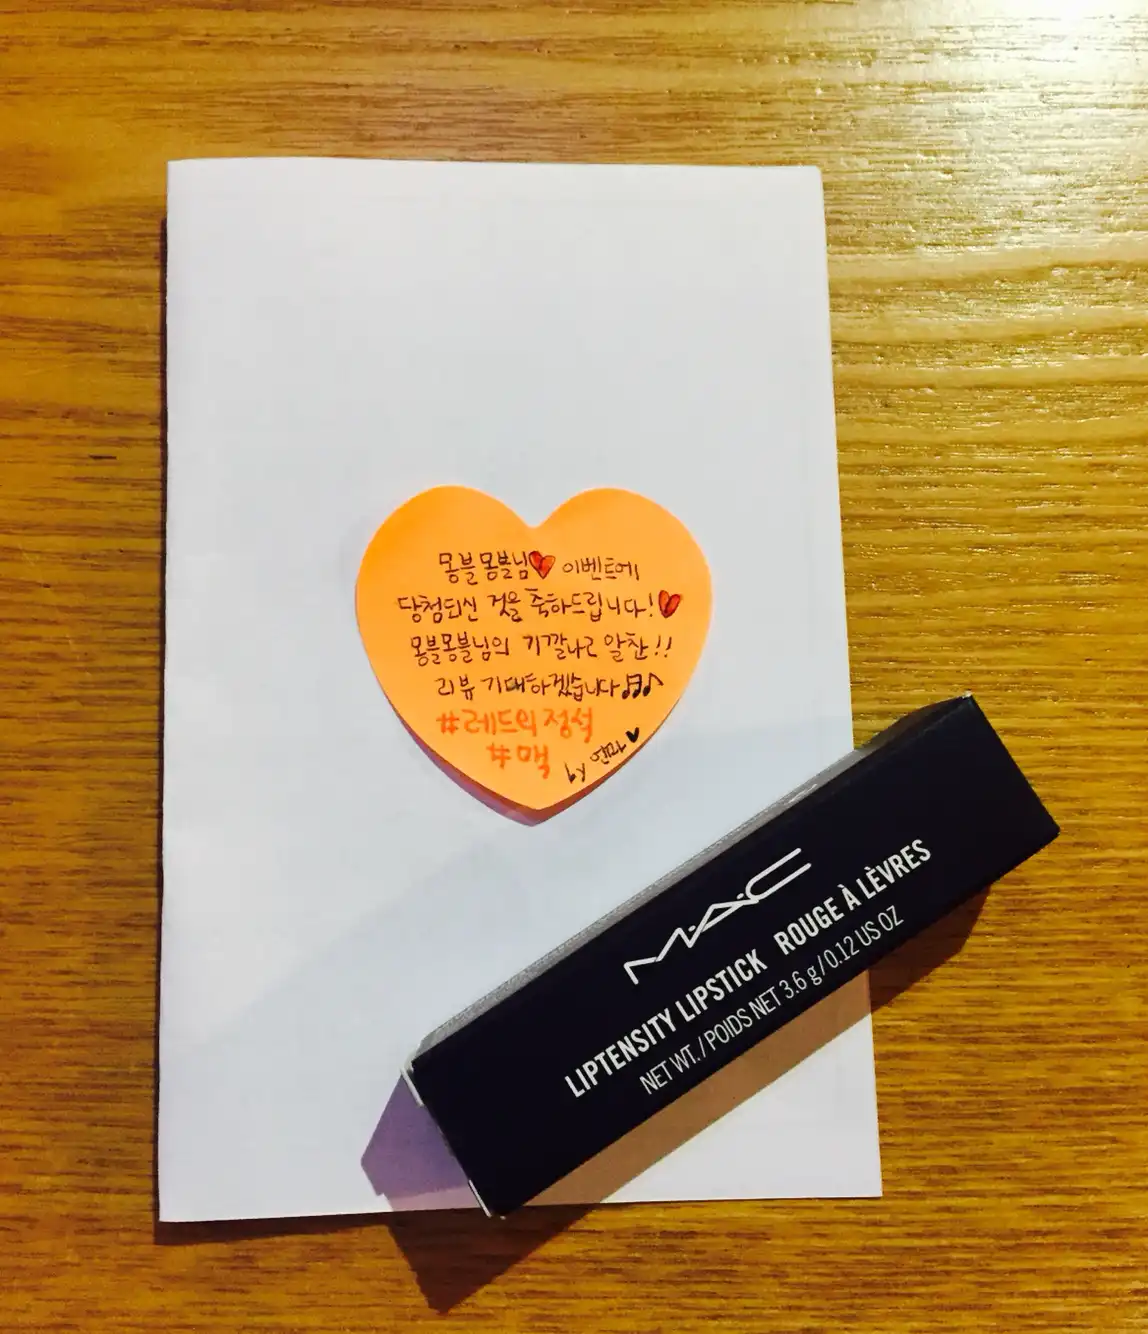 몽블몽블님 이벤트에
당첨되신 것을 축하드립니다!
몽블몽블님의 기깔나고 알찬!!
리뷰 기대하겠습니다
#레드의 정석
#맥
by
MAC
LIPTENSITY LIPSTICK ROUGE À LÈVRES
NET WT./POIDS NET 3.6 g/0.12 US OZ